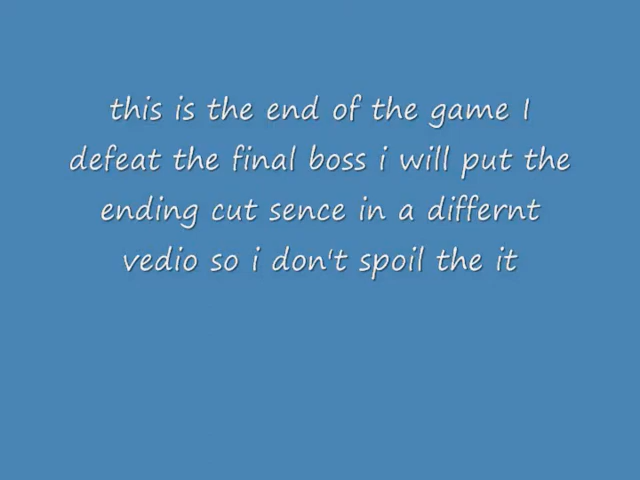 this is the end of the game I
defeat the final boss i will put the
ending cut sence in a differnt
vedio so i don't spoil the it